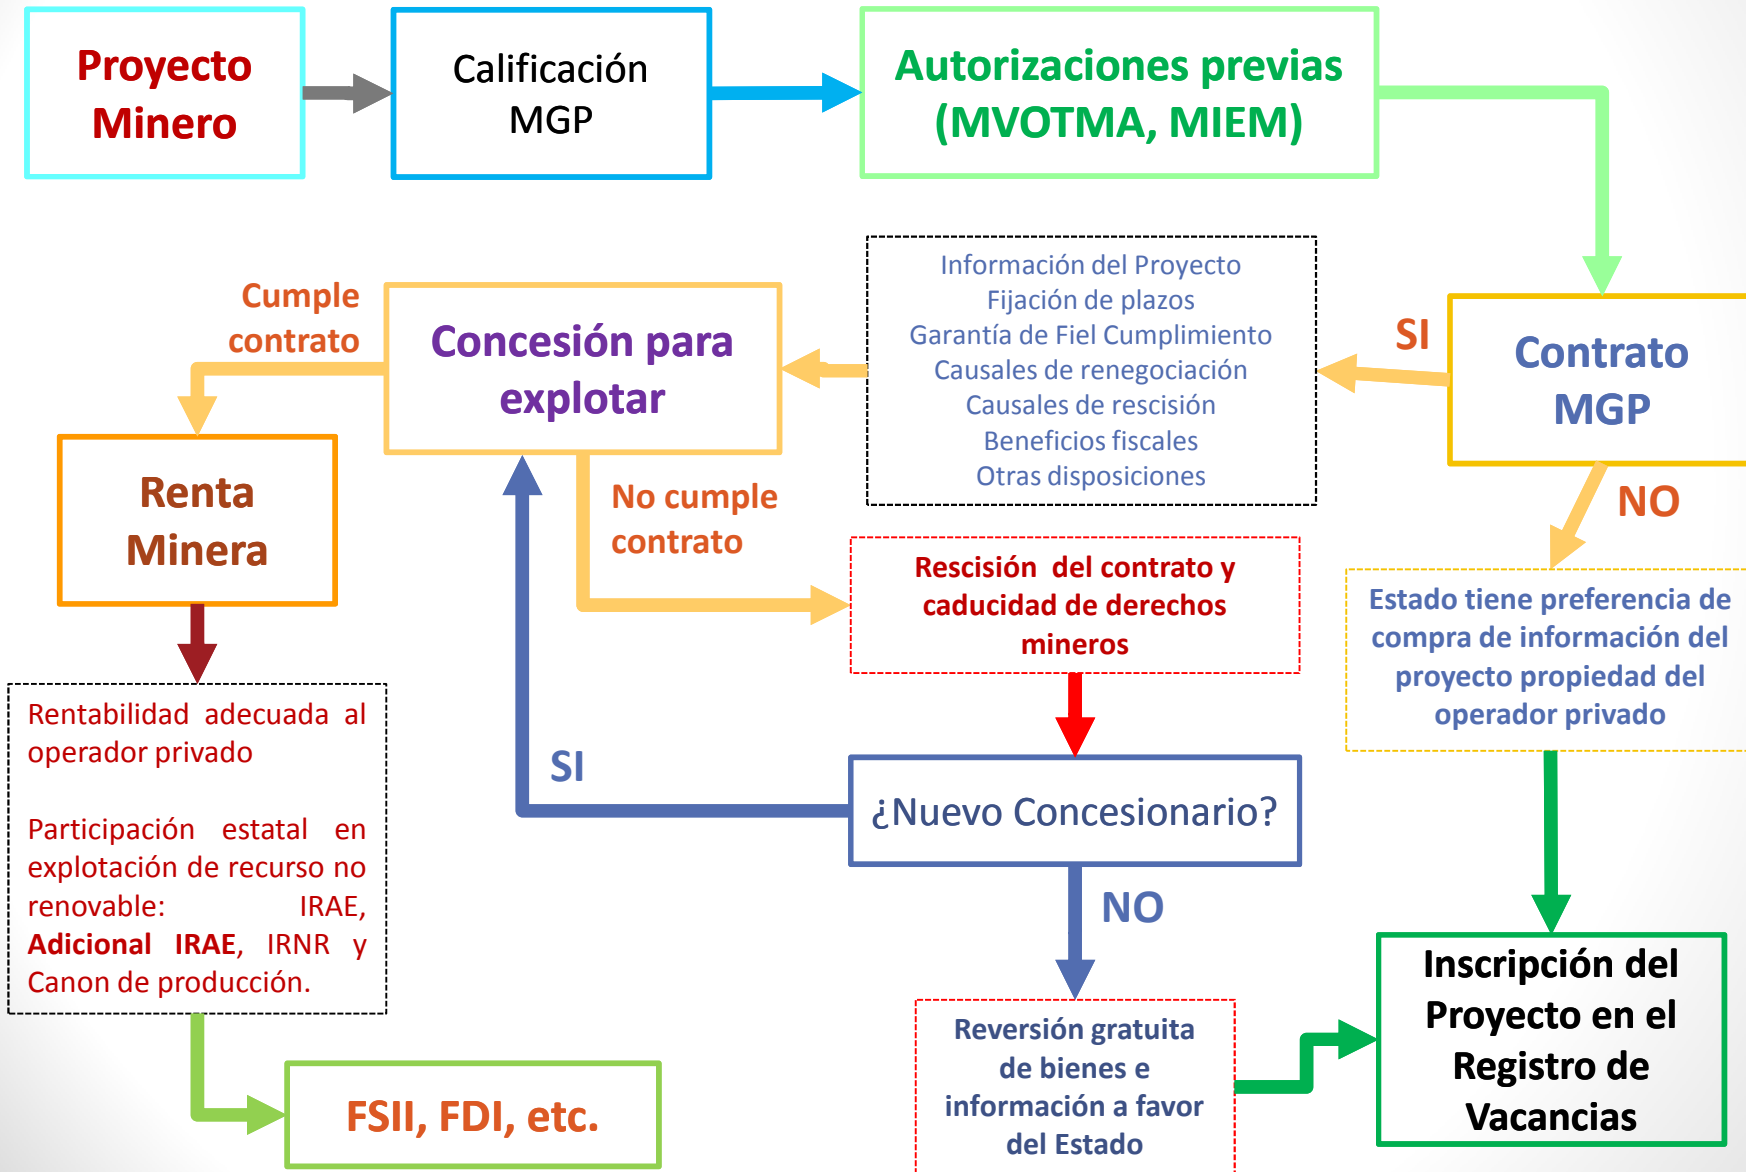 Proyecto
Minero
Calificación
MGP
Autorizaciones previas
(MVOTMA, MIEM)
Información del Proyecto
Fijación de plazos
Garantía de Fiel Cumplimiento
Causales de renegociación
Causales de rescisión
Beneficios fiscales
Otras disposiciones
SI
Contrato
MGP
NO
Cumple
contrato
Concesión para
explotar
No cumple
contrato
Renta
Minera
Rescisión del contrato y
caducidad de derechos
mineros
Estado tiene preferencia de
compra de información del
proyecto propiedad del
operador privado
Rentabilidad adecuada al
operador privado
Participación estatal en
explotación de recurso no
renovable: IRAE,
Adicional IRAE, IRNR y
Canon de producción.
SI
¿Nuevo Concesionario?
NO
FSII, FDI, etc.
Reversión gratuita
de bienes e
información a favor
del Estado
Inscripción del
Proyecto en el
Registro de
Vacancias